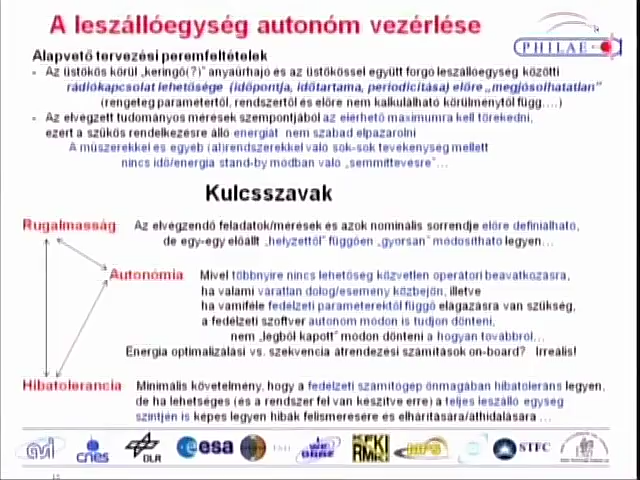 A leszállóegység autonóm vezérlése
PHILAE
Alapvető tervezési peremfeltételek
- Az üstökös körül „keringő(?)” anyaűrhajó és az üstökössel együtt forgó leszállóegység közötti
rádiókapcsolat lehetősége (időpontja, időtartama, periodicitása) előre „megjósolhatatlan”
(rengeteg paramétertől, rendszertől és előre nem kalkulálható körülménytől függ….)
- Az elvégzett tudományos mérések szempontjából az elérhető maximumra kell törekedni,
ezért a szűkös rendelkezésre álló energiát nem szabad elpazarolni
A műszerekkel és egyéb (al)rendszerekkel való sok-sok tevékenység mellett
nincs idő/energia stand-by módban való „semmittevésre”…
Kulcsszavak
Rugalmasság
Az elvégzendő feladatok/mérések és azok nominális sorrendje előre definiálható,
de egy-egy előállt „helyzettől” függően „gyorsan” módosítható legyen…
Autonómia
Mivel többnyire nincs lehetőség közvetlen operátori beavatkozásra,
ha valami váratlan dolog/esemény közbejön, illetve
ha vamiféle fedélzeti paraméterektől függő elágazásra van szükség,
a fedélzeti szoftver autonóm módon is tudjon dönteni,
nem „légből kapott” módon dönteni a hogyan továbbról…
Energia optimalizálási vs. szekvencia átrendezési számítások on-board? Irreális!
Hibatolerancia
Minimális követelmény, hogy a fedélzeti számítógép önmagában hibatoleráns legyen,
de ha lehetséges (és a rendszer fel van készítve erre) a teljes leszálló egység
szintjén is képes legyen hibák felismerésére és elhárítására/áthidalására …
cnes
DLR
esa
KFKI
RMKI
MPS
STFC